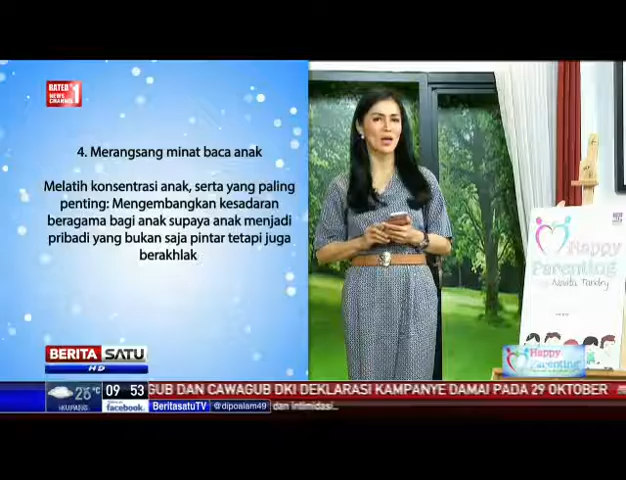 RATED
NEWS
CHANNEL
1
4. Merangsang minat baca anak
Melatih konsentrasi anak, serta yang paling
penting: Mengembangkan kesadaran
beragama bagi anak supaya anak menjadi
pribadi yang bukan saja pintar tetapi juga
berakhlak
Happy
Parenting
Happy
Parenting
BERITA SATU
HD
25°C
KUPANG
09 53
GUB DAN CAWAGUB DKI DEKLARASI KAMPANYE DAMAI PADA 29 OKTOBER
facebook.
BeritasatuTV
@dipoalam49
dan intimidasi..